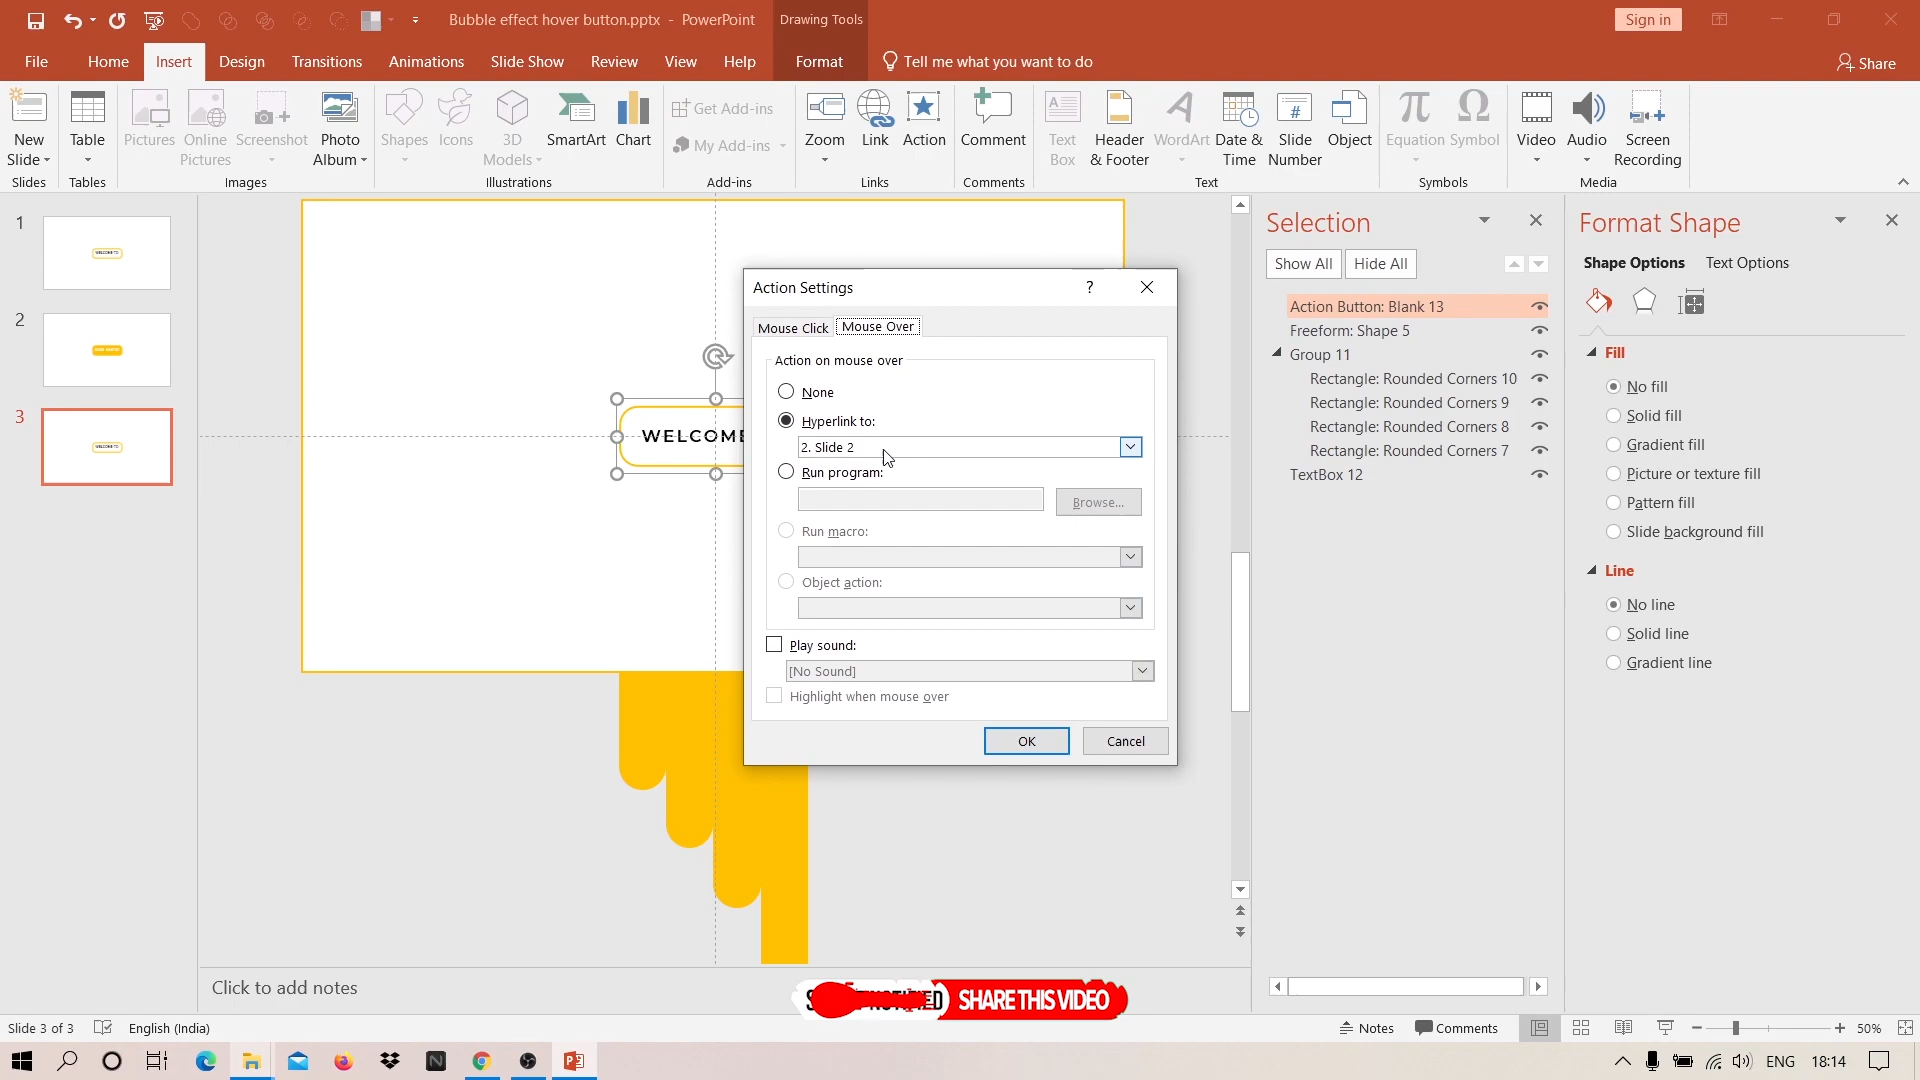 Bubble effect hover button.pptx - PowerPoint
Drawing Tools
Sign in
File
Home
Insert
Design
Transitions
Animations
Slide Show
Review
View
Help
Format
Tell me what you want to do
Share
New Slide
Table
Pictures
Online Pictures
Screenshot
Photo Album
Shapes
Icons
3D Models
SmartArt
Chart
Get Add-ins
My Add-ins
Zoom
Link
Action
Comment
Text Box
Header & Footer
WordArt
Date & Time
Slide Number
Object
Equation
Symbol
Video
Audio
Screen Recording
Slides
Tables
Images
Illustrations
Add-ins
Links
Comments
Text
Symbols
Media
1
WELCOME TO
2
3
WELCOME TO
WELCOME
Action Settings
?
Mouse Click
Mouse Over
Action on mouse over
None
Hyperlink to:
2. Slide 2
Run program:
Browse...
Run macro:
Object action:
Play sound:
[No Sound]
Highlight when mouse over
OK
Cancel
Selection
Show All
Hide All
Action Button: Blank 13
Freeform: Shape 5
Group 11
Rectangle: Rounded Corners 10
Rectangle: Rounded Corners 9
Rectangle: Rounded Corners 8
Rectangle: Rounded Corners 7
TextBox 12
Format Shape
Shape Options
Text Options
Fill
No fill
Solid fill
Gradient fill
Picture or texture fill
Pattern fill
Slide background fill
Line
No line
Solid line
Gradient line
Click to add notes
SHARE THIS VIDEO
Slide 3 of 3
English (India)
Notes
Comments
50%
ENG
18:14